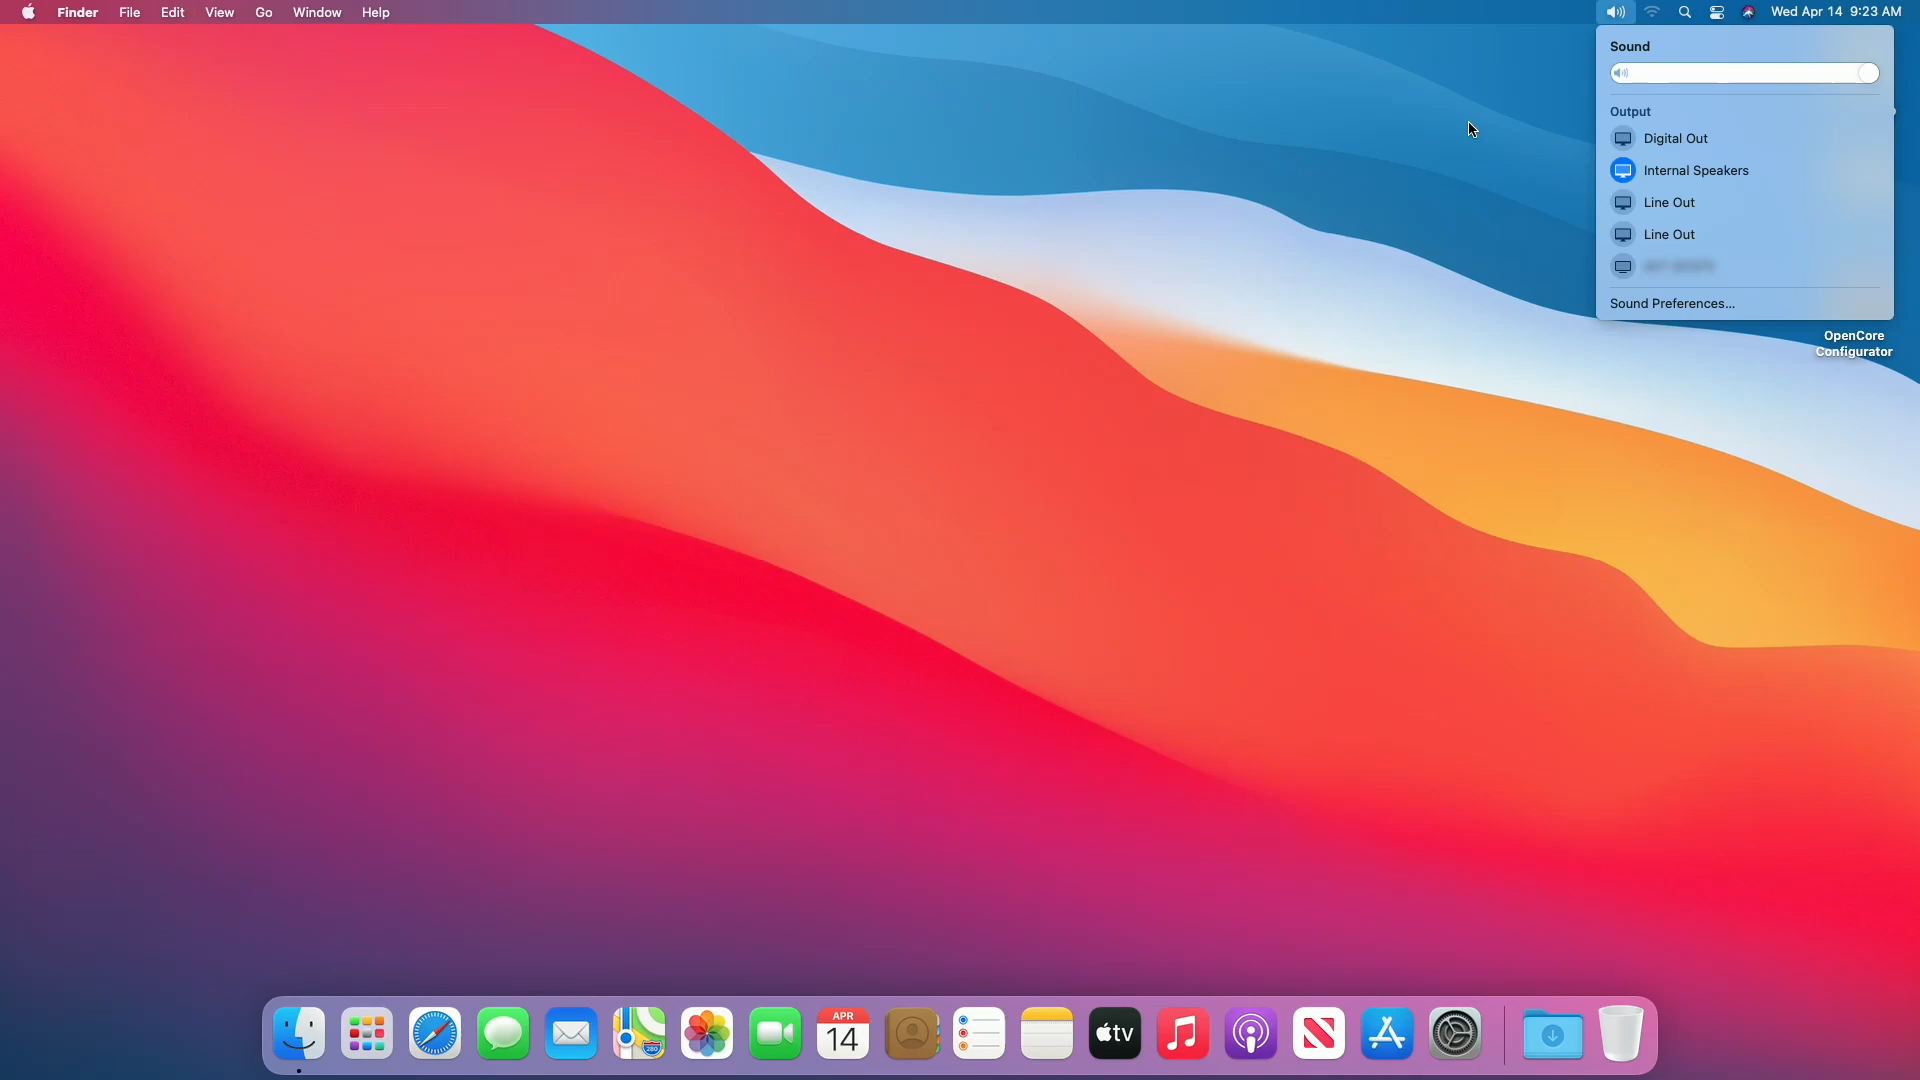 Finder File Edit View Go Window Help
Wed Apr 14 9:23 AM
Sound
Output
Digital Out
Internal Speakers
Line Out
Line Out
Sound Preferences...
OpenCore
Configurator
280
APR
14
tv